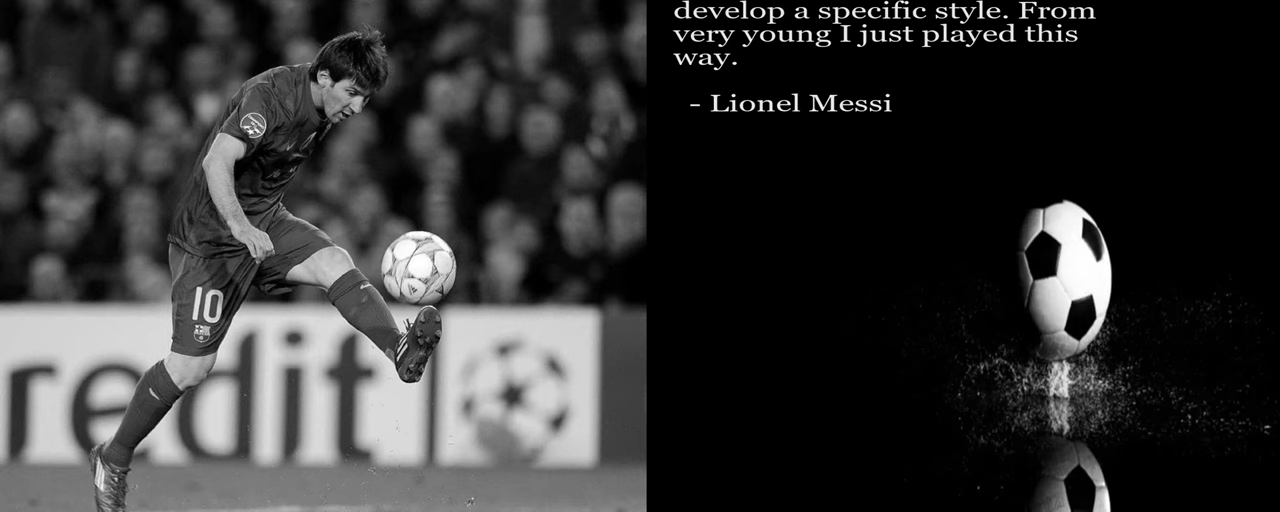 develop a specific style. From
very young I just played this
way.
- Lionel Messi
10
redit